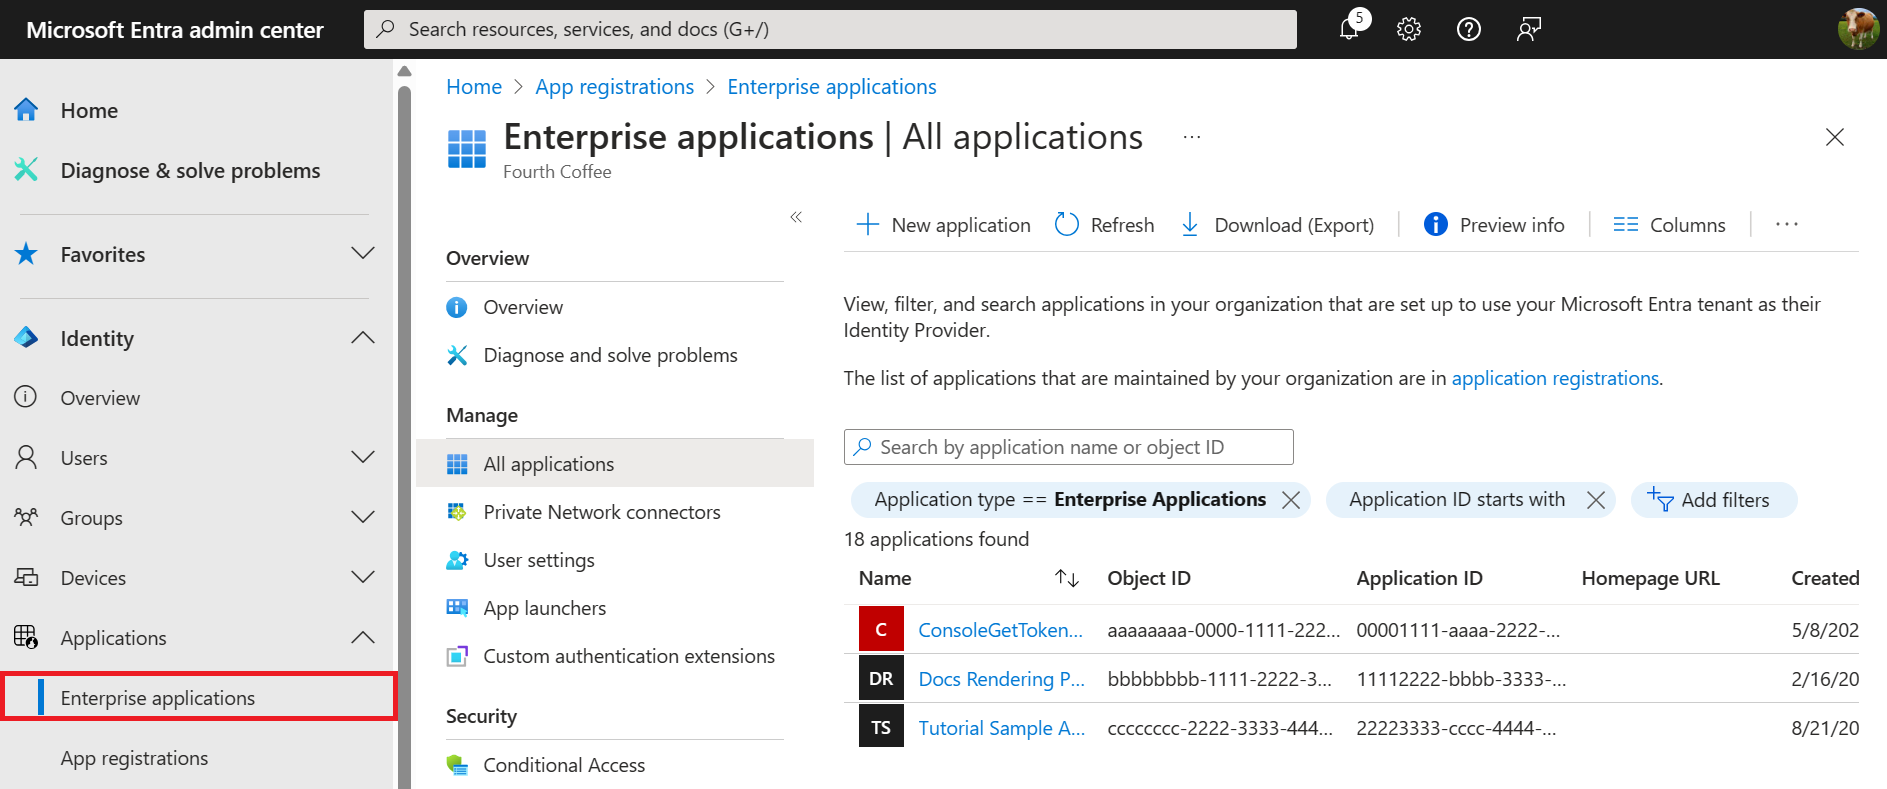 Microsoft Entra admin center
Search resources, services, and docs (G+/)
5
Home
Diagnose & solve problems
Favorites
Identity
Overview
Users
Groups
Devices
Applications
Enterprise applications
App registrations
Home > App registrations > Enterprise applications
Enterprise applications | All applications ...
Fourth Coffee
Overview
Overview
Diagnose and solve problems
Manage
All applications
Private Network connectors
User settings
App launchers
Custom authentication extensions
Security
Conditional Access
New application Refresh Download (Export) Preview info Columns ...
View, filter, and search applications in your organization that are set up to use your Microsoft Entra tenant as their
Identity Provider.
The list of applications that are maintained by your organization are in application registrations.
Search by application name or object ID
Application type == Enterprise Applications Application ID starts with Add filters
18 applications found
Name Object ID Application ID Homepage URL Created
C ConsoleGetToken... aaaaaaaa-0000-1111-222... 00001111-aaaa-2222-... 5/8/202
DR Docs Rendering P... bbbbbbbb-1111-2222-3... 11112222-bbbb-3333-... 2/16/20
TS Tutorial Sample A... cccccccc-2222-3333-444... 22223333-cccc-4444-... 8/21/20